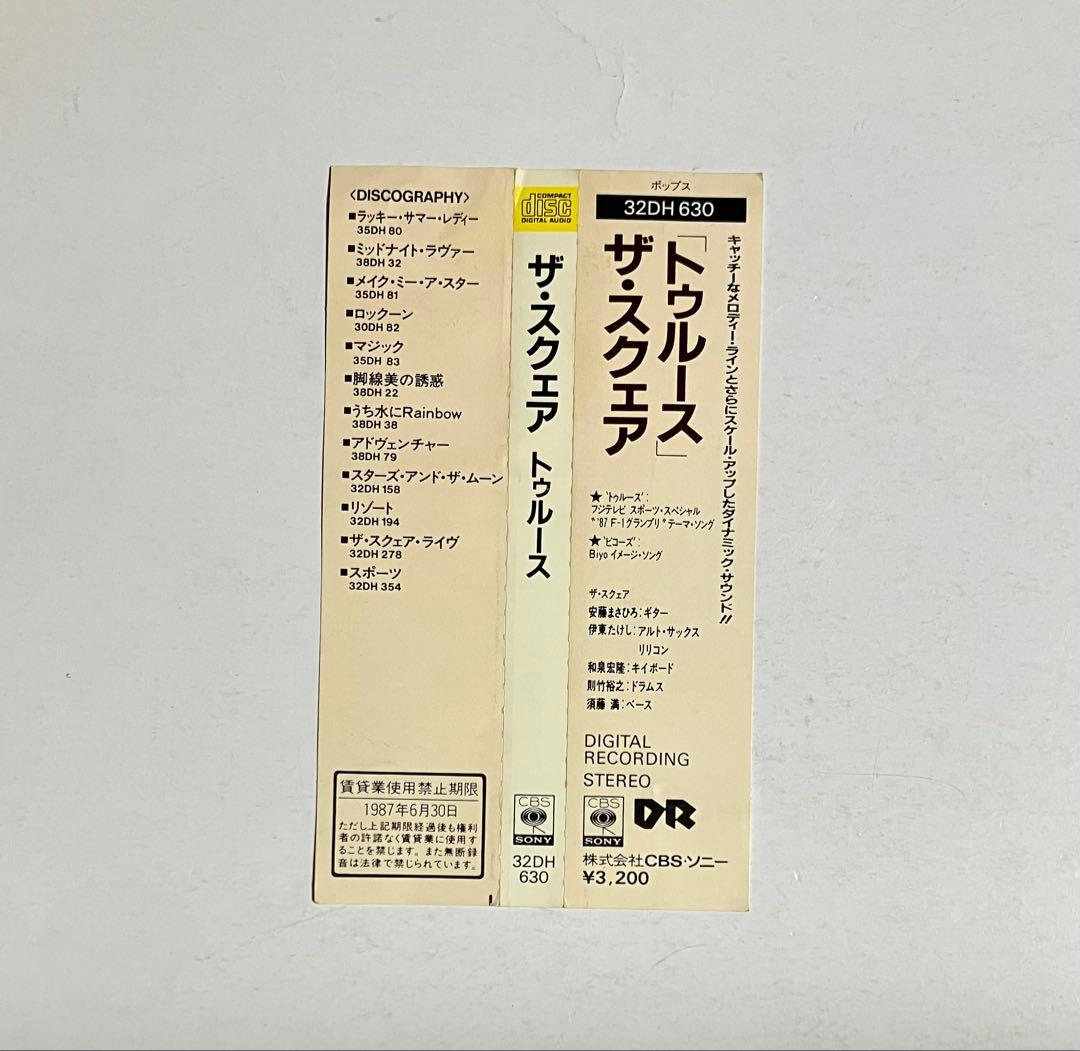 〈DISCOGRAPHY〉
■ラッキー・サマー・レディー
35DH 80
■ミッドナイト・ラヴァー
38DH 32
■メイク・ミー・ア・スター
35DH 81
■ロックーン
30DH 82
■マジック
35DH 83
■脚線美の誘惑
38DH 22
■うち水にRainbow
38DH 38
■アドヴェンチャー
38DH 79
■スターズ・アンド・ザ・ムーン
32DH 158
■リゾート
32DH 194
■ザ・スクェア・ライヴ
32DH 278
■スポーツ
32DH 354
賃貸業使用禁止期限
1987年6月30日
ただし上記期限経過後も権利
者の許諾なく賃貸業に使用す
ることを禁じます。また無断録
音は法律で禁じられています。
COMPACT
disc
DIGITAL AUDIO
ザ・スクェア トゥルース
CBS
SONY
32DH
630
ポップス
32DH 630
キャッチーなメロディー・ラインとさらにスケール・アップしたダイナミック・サウンド!!
「トゥルース」
ザ・スクェア
★‘トゥルース’:
フジテレビ スポーツ・スペシャル
“’87 F-1グランプリ”テーマ・ソング
★‘ビコーズ’:
Biyo イメージ・ソング
ザ・スクェア
安藤まさひろ:ギター
伊東たけし:アルト・サックス
リリコン
和泉宏隆:キイボード
則竹裕之:ドラムス
須藤 満:ベース
DIGITAL
RECORDING
STEREO
CBS
SONY
DR
株式会社CBS・ソニー
¥3,200